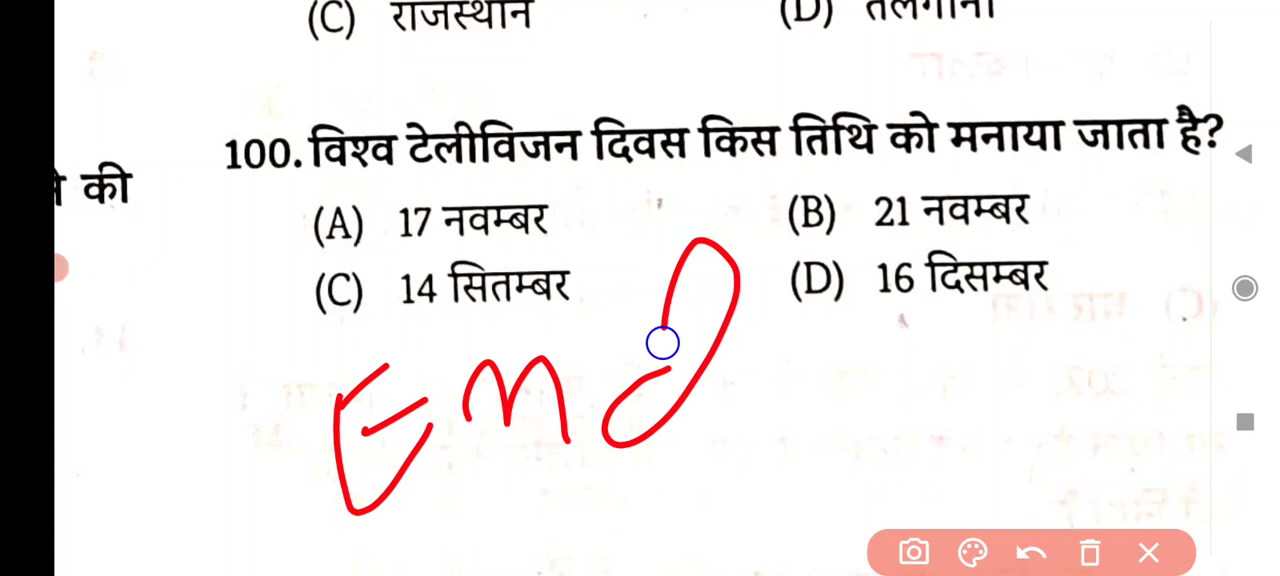 (C) राजस्थान (D) तेलंगाना
100. विश्व टेलीविजन दिवस किस तिथि को मनाया जाता है?
की
(A) 17 नवम्बर (B) 21 नवम्बर
(C) 14 सितम्बर (D) 16 दिसम्बर
End